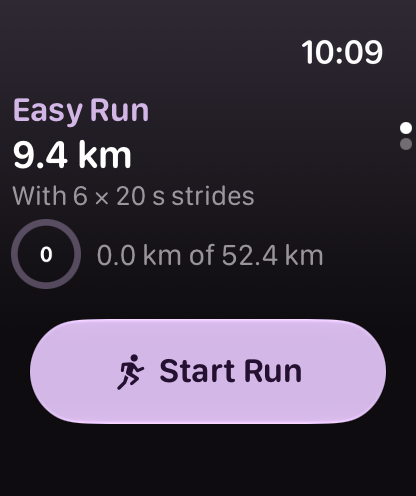 10:09
Easy Run
9.4 km
With 6 × 20 s strides
0
0.0 km of 52.4 km
Start Run